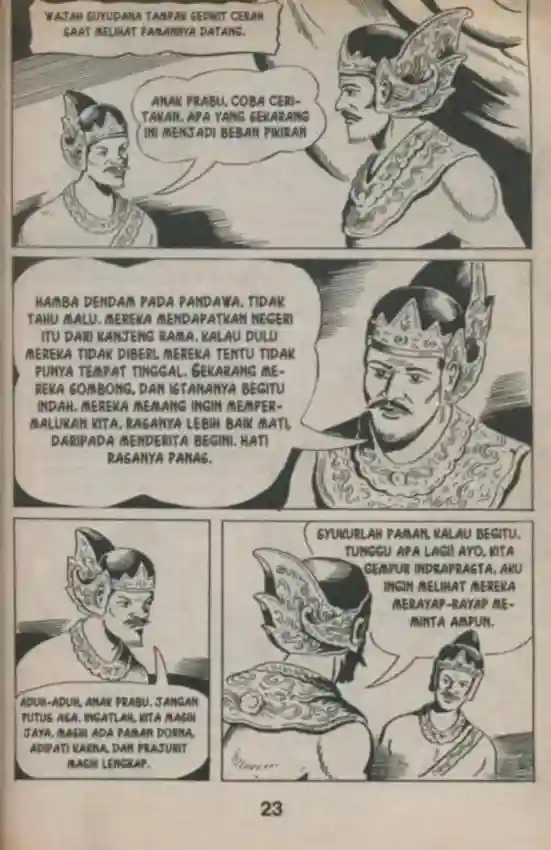 WAJAH SUYUDANA TAMPAK SEDIKIT CERAH
SAAT MELIHAT PAMANNYA DATANG.
ANAK PRABU, COBA CERI-
TAKAN. APA YANG SEKARANG
INI MENJADI BEBAN PIKIRAN
HAMBA DENDAM PADA PANDAWA. TIDAK
TAHU MALU. MEREKA MENDAPATKAN NEGERI
ITU DARI KANJENG RAMA. KALAU DULU
MEREKA TIDAK DIBERI, MEREKA TENTU TIDAK
PUNYA TEMPAT TINGGAL. SEKARANG ME-
REKA SOMBONG, DAN ISTANANYA BEGITU
INDAH. MEREKA MEMANG INGIN MEMPER-
MALUKAN KITA. RASANYA LEBIH BAIK MATI,
DARIPADA MENDERITA BEGINI. HATI
RASANYA PANAS.
ADUH-ADUH, ANAK PRABU. JANGAN
PUTUS ASA. INGATLAH, KITA MASIH
JAYA. MASIH ADA PAMAN DORNA,
ADIPATI KARNA, DAN PRAJURIT
MASIH LENGKAP.
SYUKURLAH PAMAN, KALAU BEGITU.
TUNGGU APA LAGI! AYO, KITA
GEMPUR INDRAPRASTA. AKU
INGIN MELIHAT MEREKA
MERAYAP-RAYAP ME-
MINTA AMPUN.
23